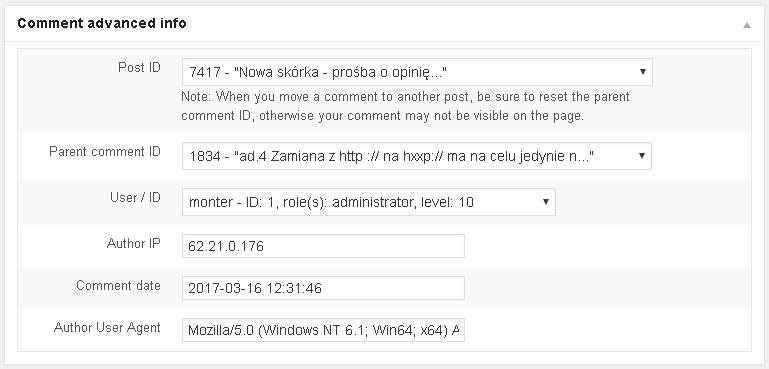 Comment advanced info
Post ID
7417 - "Nowa skórka - prośba o opinię..."
Note: When you move a comment to another post, be sure to reset the parent
comment ID, otherwise your comment may not be visible on the page.
Parent comment ID
1834 - "ad.4 Zamiana z http :// na hxxp:// ma na celu jedynie n..."
User / ID
monter - ID: 1, role(s): administrator, level: 10
Author IP
62.21.0.176
Comment date
2017-03-16 12:31:46
Author User Agent
Mozilla/5.0 (Windows NT 6.1; Win64; x64) A